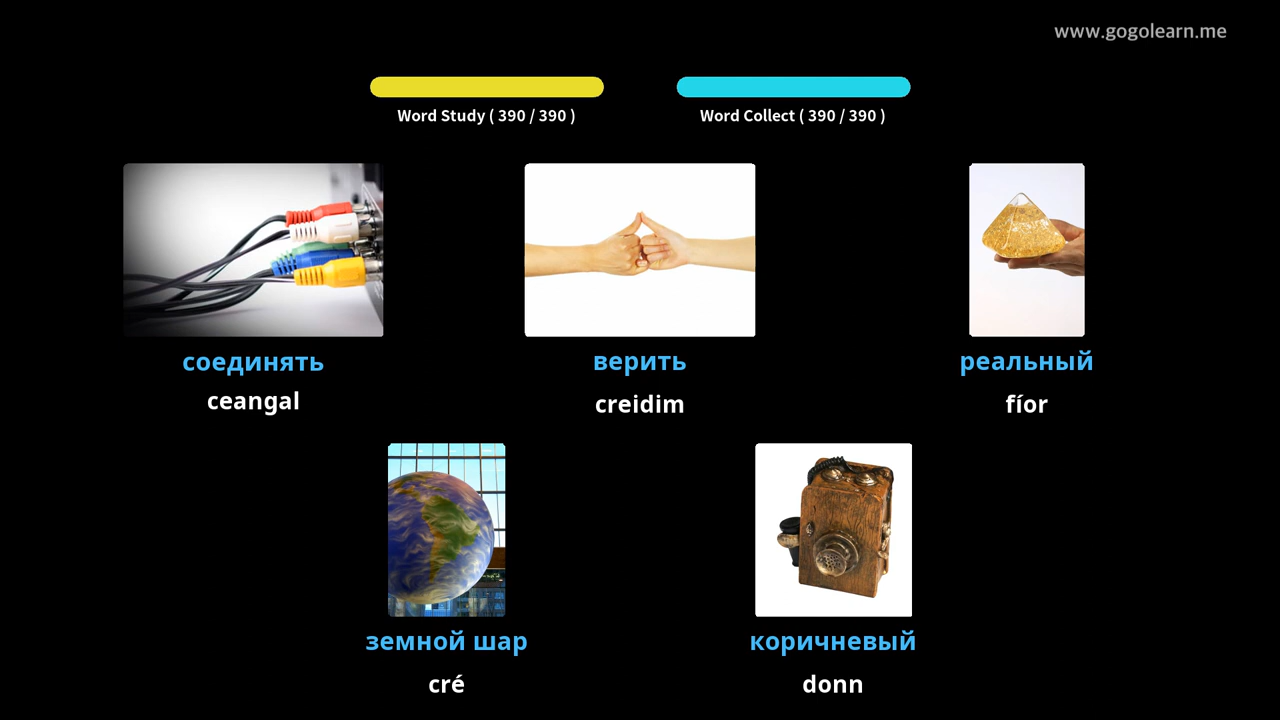 www.gogolearn.me
Word Study ( 390 / 390 )
Word Collect ( 390 / 390 )
соединять
ceangal
верить
creidim
реальный
fíor
земной шар
cré
коричневый
donn